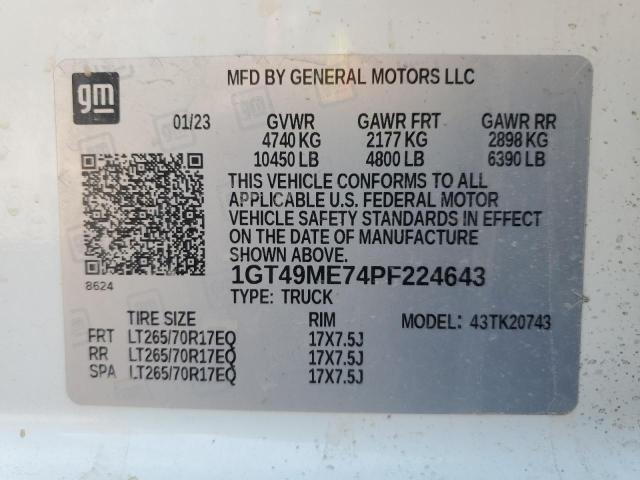 gm
MFD BY GENERAL MOTORS LLC
01/23 GVWR GAWR FRT GAWR RR
4740 KG 2177 KG 2898 KG
10450 LB 4800 LB 6390 LB
THIS VEHICLE CONFORMS TO ALL
APPLICABLE U.S. FEDERAL MOTOR
VEHICLE SAFETY STANDARDS IN EFFECT
ON THE DATE OF MANUFACTURE
SHOWN ABOVE.
8624
1GT49ME74PF224643
TYPE: TRUCK
TIRE SIZE RIM MODEL: 43TK20743
FRT LT265/70R17EQ 17X7.5J
RR LT265/70R17EQ 17X7.5J
SPA LT265/70R17EQ 17X7.5J